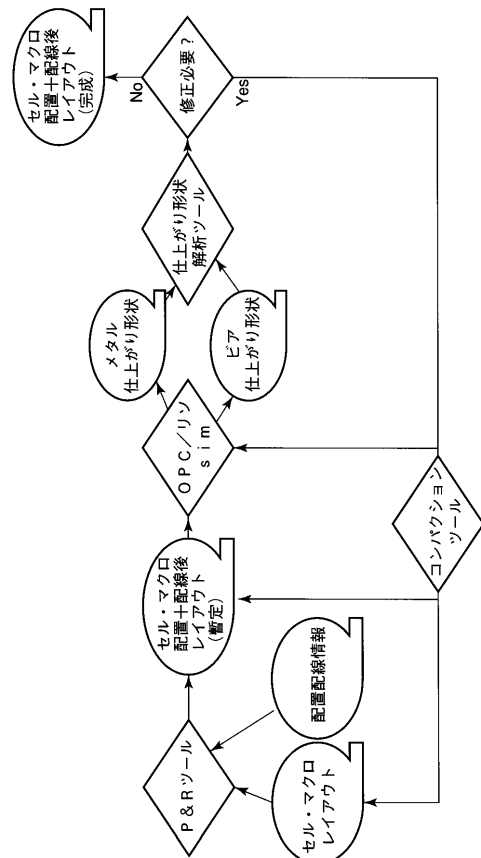 セル・マクロ
レイアウト
配置配線情報
P&Rツール
セル・マクロ
配置+配線後
レイアウト
(暫定)
OPC/リソ
sim
メタル
仕上がり形状
ビア
仕上がり形状
仕上がり形状
解析ツール
修正必要?
No
Yes
セル・マクロ
配置+配線後
レイアウト
(完成)
コンパクション
ツール